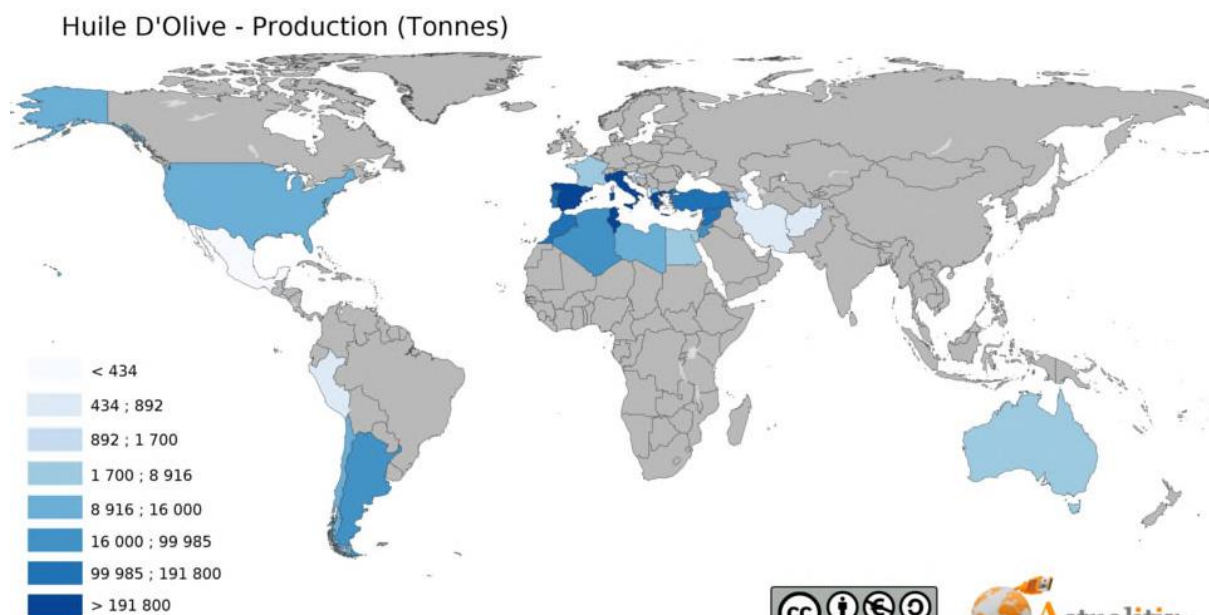 Huile D'Olive - Production (Tonnes)
< 434
434 ; 892
892 ; 1 700
1 700 ; 8 916
8 916 ; 16 000
16 000 ; 99 985
99 985 ; 191 800
> 191 800
cc